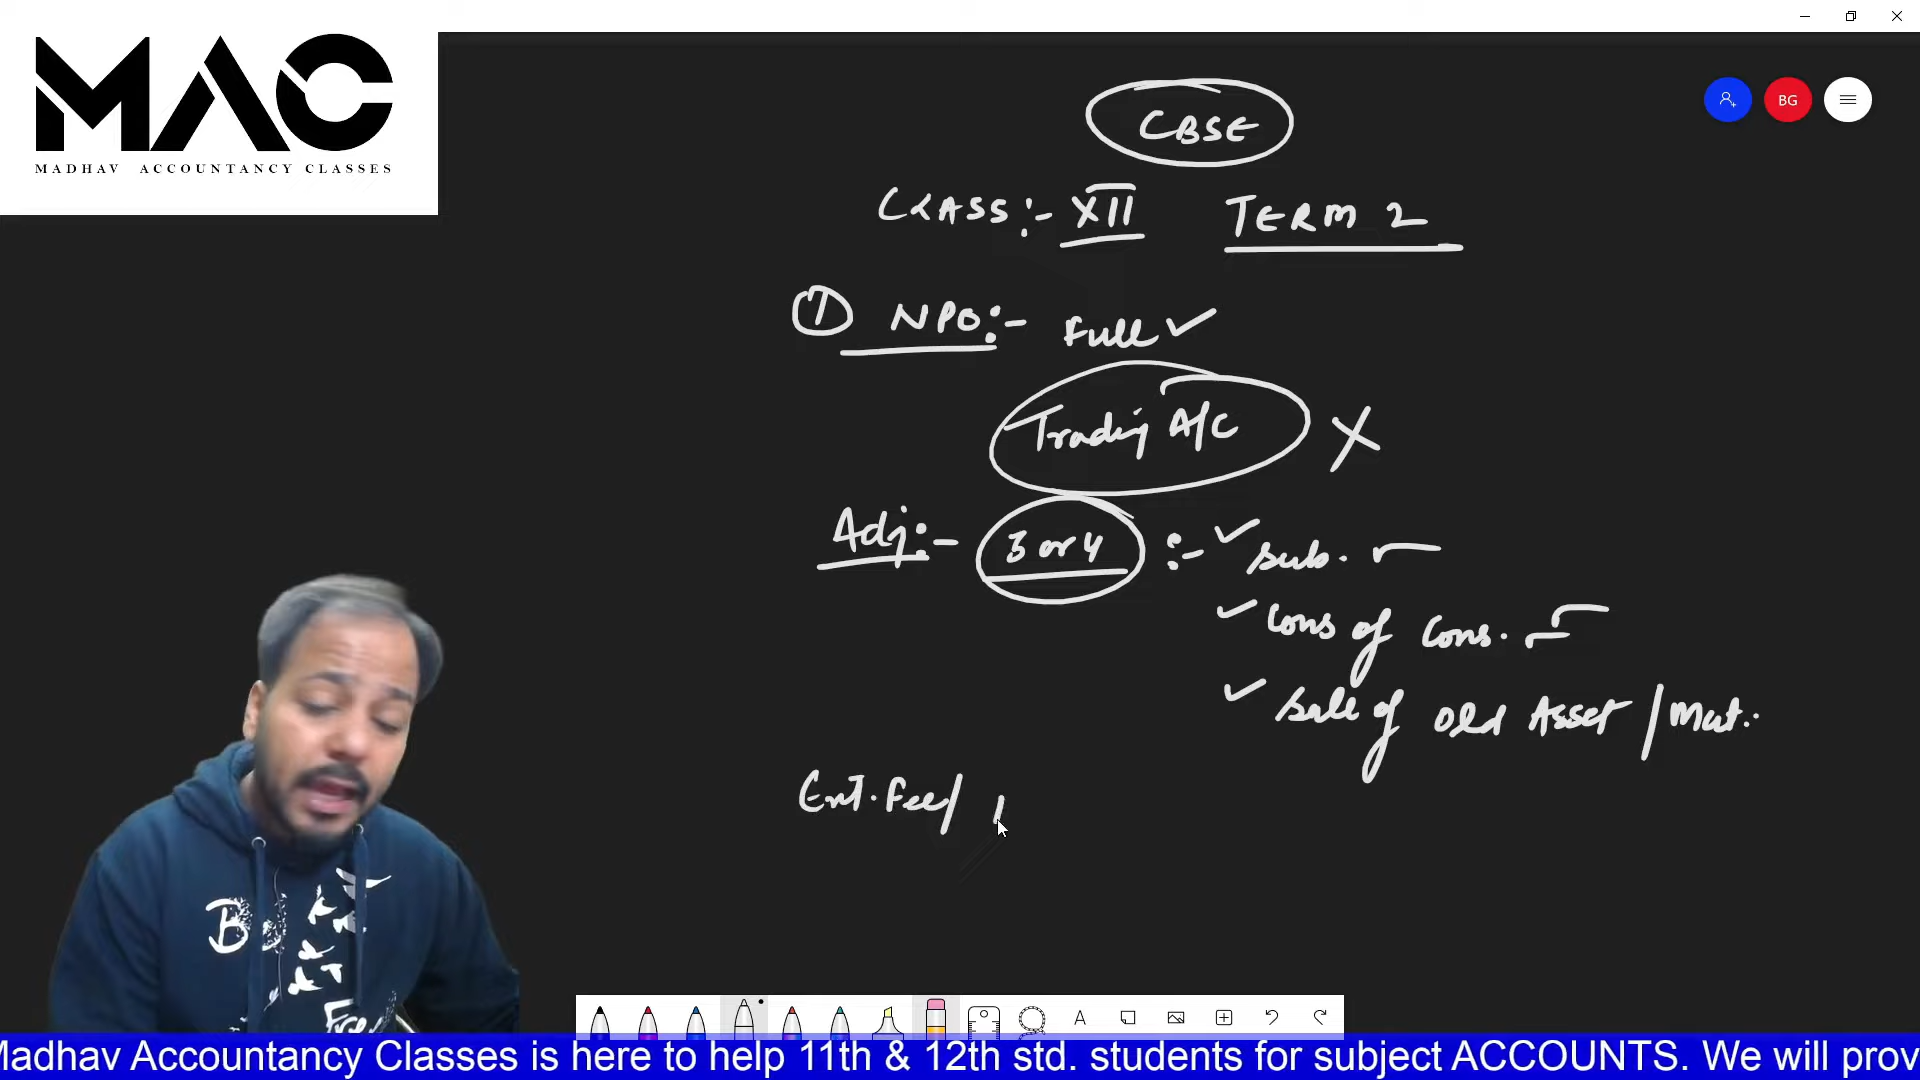 MAC
MADHAV ACCOUNTANCY CLASSES
BG
CBSE
CLASS:- XII TERM 2
① NPO:- Full ✓
Trading A/C X
Adj:- 3 or 4 :- ✓ Sub.
✓ Cons of Cons.
✓ Sale of Old Asset / Mat.
Ent. Fee/
A
Madhav Accountancy Classes is here to help 11th & 12th std. students for subject ACCOUNTS. We will prov